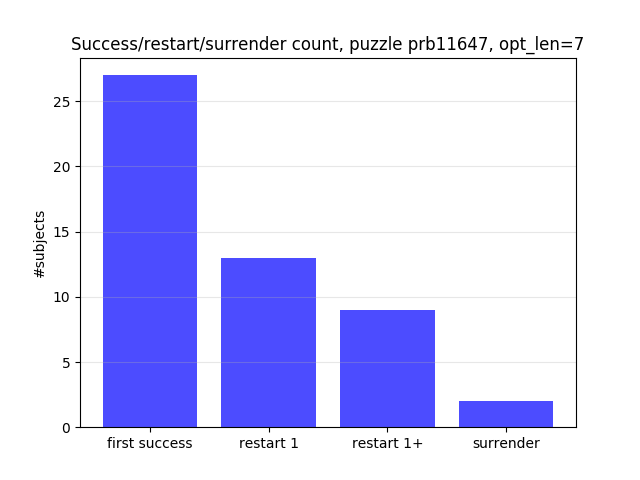 Success/restart/surrender count, puzzle prb11647, opt_len=7
#subjects
25
20
15
10
5
0
first success restart 1 restart 1+ surrender